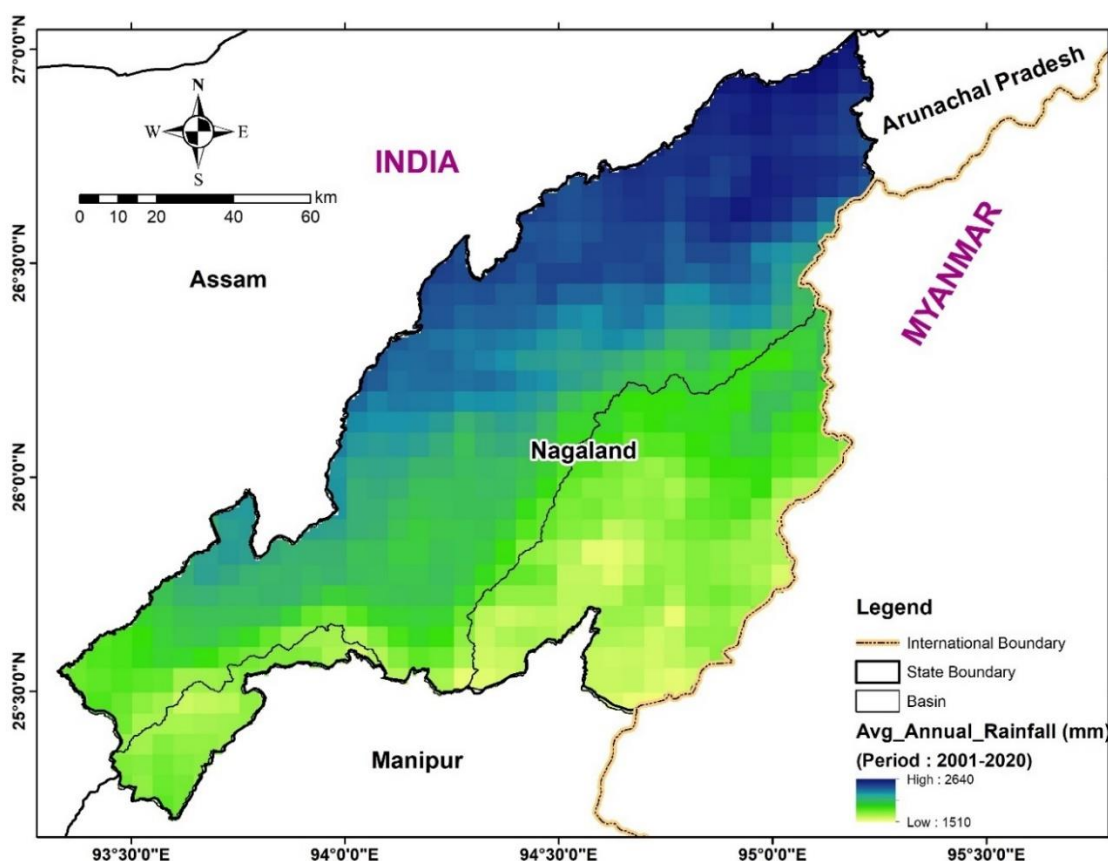 27°0'0"N
26°30'0"N
26°0'0"N
25°30'0"N
N
W E
S
0 10 20 40 60 km
INDIA
Arunachal Pradesh
MYANMAR
Assam
Nagaland
Manipur
Legend
International Boundary
State Boundary
Basin
Avg_Annual_Rainfall (mm)
(Period : 2001-2020)
High : 2640
Low : 1510
93°30'0"E 94°0'0"E 94°30'0"E 95°0'0"E 95°30'0"E